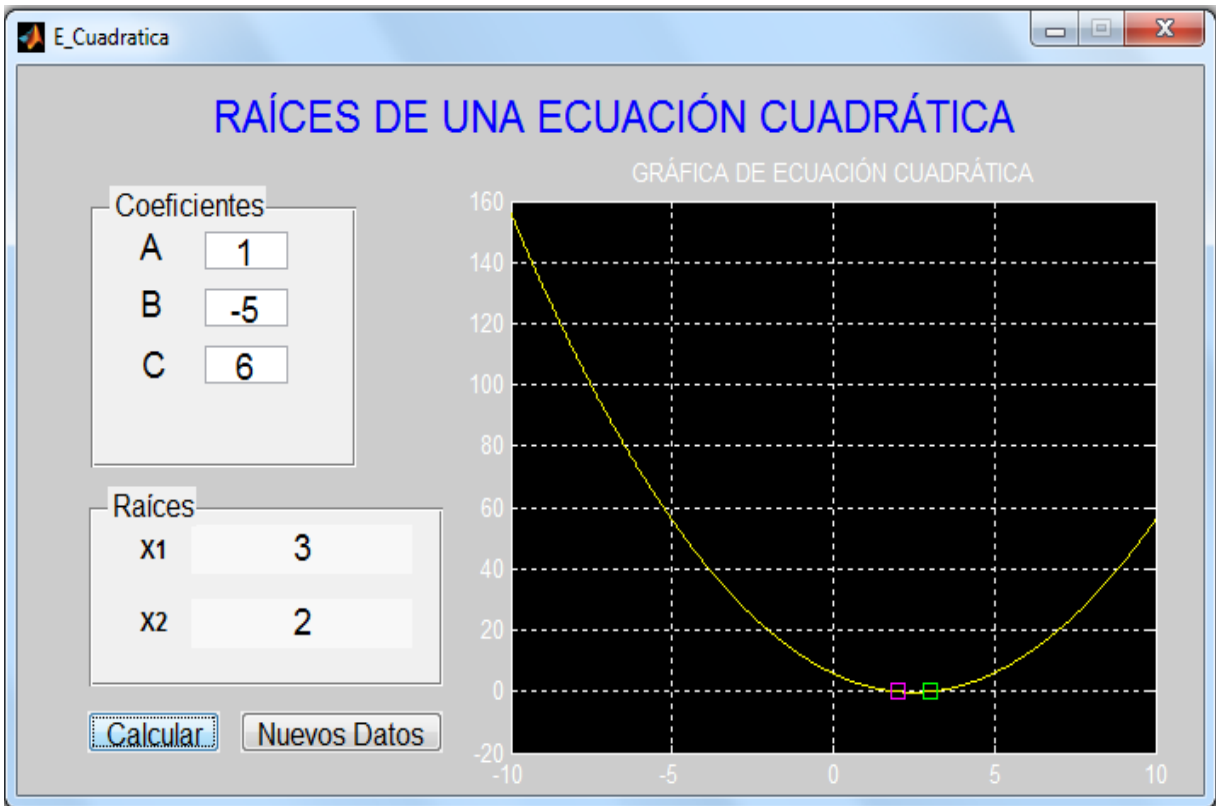 E_Cuadratica
RAÍCES DE UNA ECUACIÓN CUADRÁTICA
Coeficientes
A 1
B -5
C 6
Raíces
X1 3
X2 2
Calcular Nuevos Datos
GRÁFICA DE ECUACIÓN CUADRÁTICA
160
140
120
100
80
60
40
20
0
-20
-10 -5 0 5 10